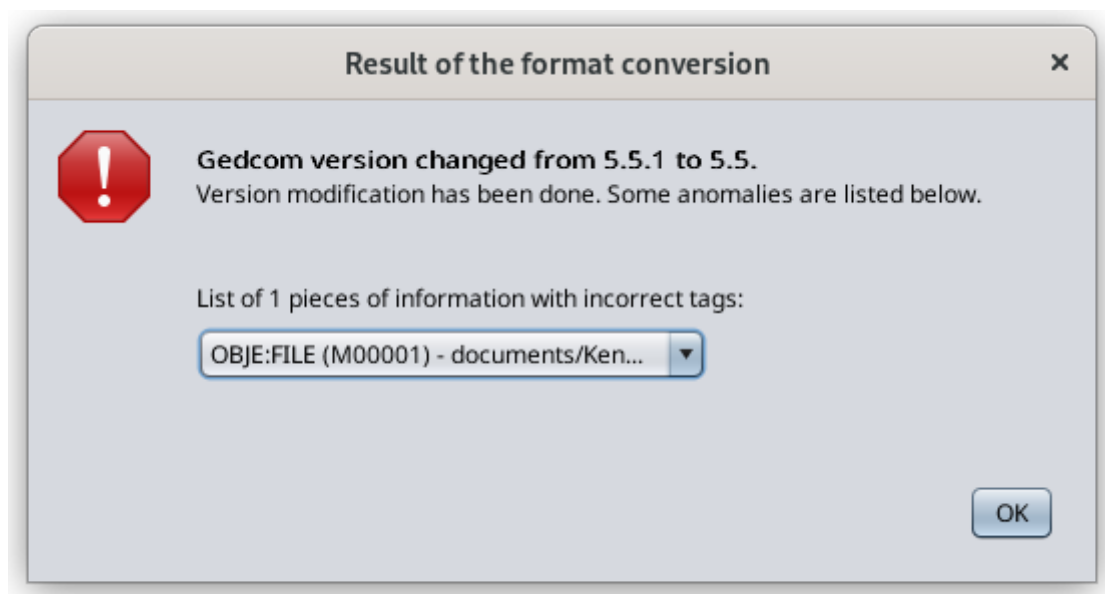 Result of the format conversion
Gedcom version changed from 5.5.1 to 5.5.
Version modification has been done. Some anomalies are listed below.
List of 1 pieces of information with incorrect tags:
OBJE:FILE (M00001) - documents/Ken...
OK